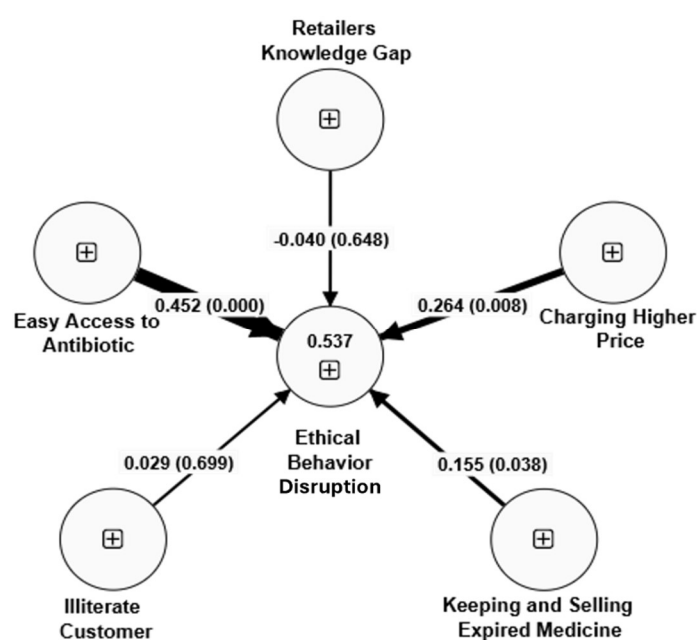 Retailers
Knowledge Gap
-0.040 (0.648)
0.452 (0.000)
0.264 (0.008)
Easy Access to
Antibiotic
Charging Higher
Price
0.537
Ethical
Behavior
Disruption
0.029 (0.699)
0.155 (0.038)
Illiterate
Customer
Keeping and Selling
Expired Medicine